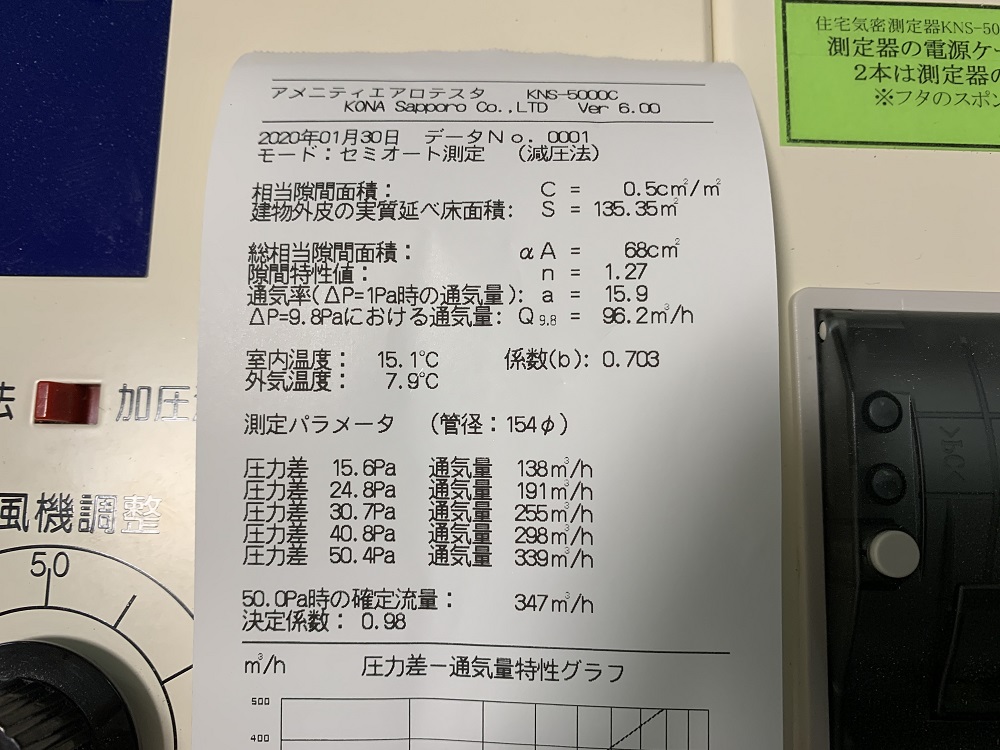 アメニティエアロテスタ KNS-5000C
KONA Sapporo Co.,LTD Ver 6.00
2020年01月30日 データNo. 0001
モード：セミオート測定 （減圧法）
相当隙間面積： C = 0.5c㎡/㎡
建物外皮の実質延べ床面積： S = 135.35㎡
総相当隙間面積： αA = 68c㎡
隙間特性値： n = 1.27
通気率(ΔP=1Pa時の通気量)： a = 15.9
ΔP=9.8Paにおける通気量： Q9.8 = 96.2㎥/h
室内温度： 15.1℃ 係数(b)： 0.703
外気温度： 7.9℃
測定パラメータ （管径：154φ）
圧力差 15.6Pa 通気量 138㎥/h
圧力差 24.8Pa 通気量 191㎥/h
圧力差 30.7Pa 通気量 255㎥/h
圧力差 40.8Pa 通気量 298㎥/h
圧力差 50.4Pa 通気量 339㎥/h
50.0Pa時の確定流量： 347㎥/h
決定係数： 0.98
㎥/h 圧力差－通気量特性グラフ
500
400
住宅気密測定器KNS-50
測定器の電源ケー
2本は測定器の
※フタのスポン
法 加圧
風機調整
50